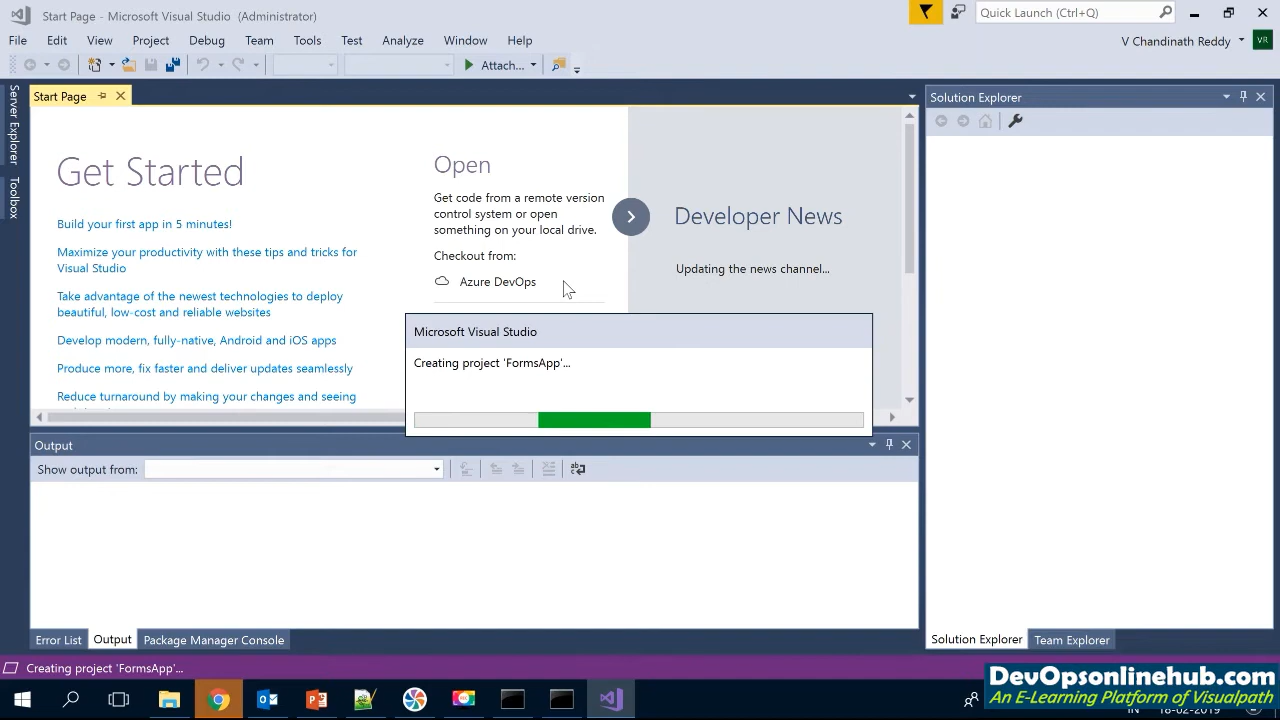 Start Page - Microsoft Visual Studio (Administrator)
Quick Launch (Ctrl+Q)
File Edit View Project Debug Team Tools Test Analyze Window Help
V Chandinath Reddy VR
Attach...
Server Explorer
Toolbox
Start Page
Get Started
Build your first app in 5 minutes!
Maximize your productivity with these tips and tricks for
Visual Studio
Take advantage of the newest technologies to deploy
beautiful, low-cost and reliable websites
Develop modern, fully-native, Android and iOS apps
Produce more, fix faster and deliver updates seamlessly
Reduce turnaround by making your changes and seeing
Open
Get code from a remote version
control system or open
something on your local drive.
Checkout from:
Azure DevOps
Developer News
Updating the news channel...
Solution Explorer
Microsoft Visual Studio
Creating project 'FormsApp'...
Output
Show output from:
Error List Output Package Manager Console
Solution Explorer Team Explorer
Creating project 'FormsApp'...
DevOpsonlinehub.com
An E-Learning Platform of Visualpath
IN 18-02-2019